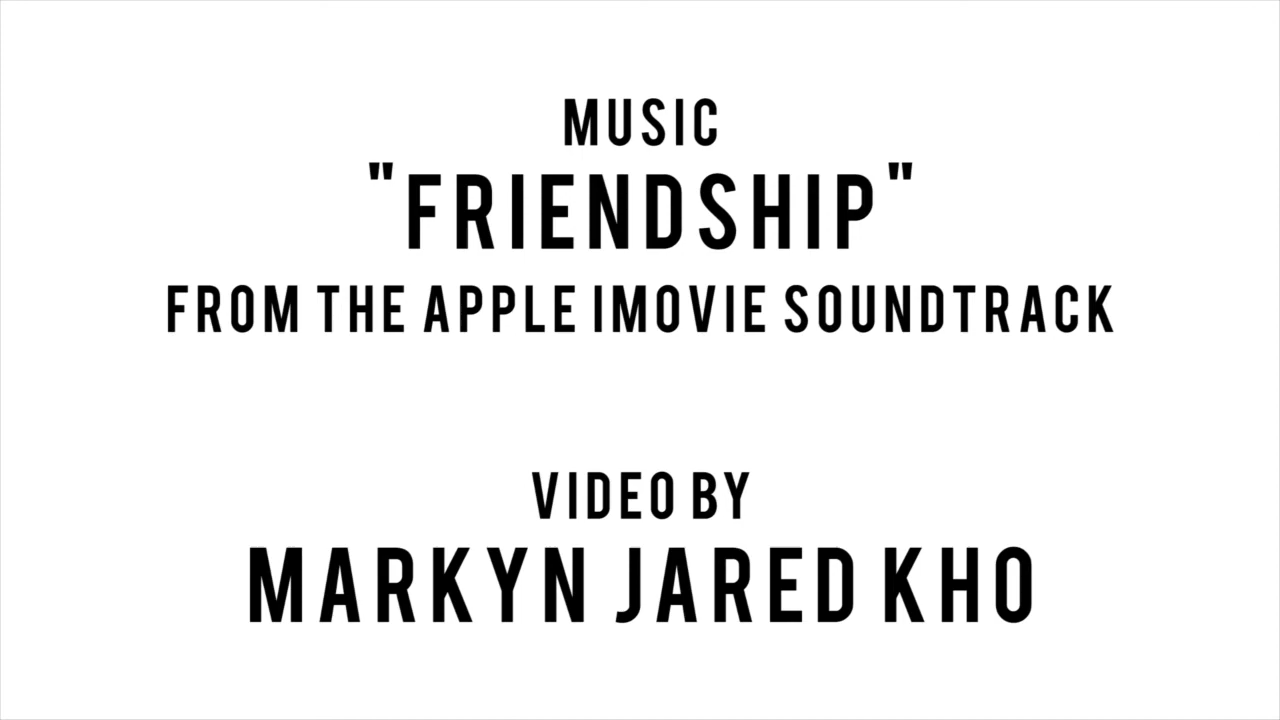 MUSIC
"FRIENDSHIP"
FROM THE APPLE IMOVIE SOUNDTRACK
VIDEO BY
MARKYN JARED KHO